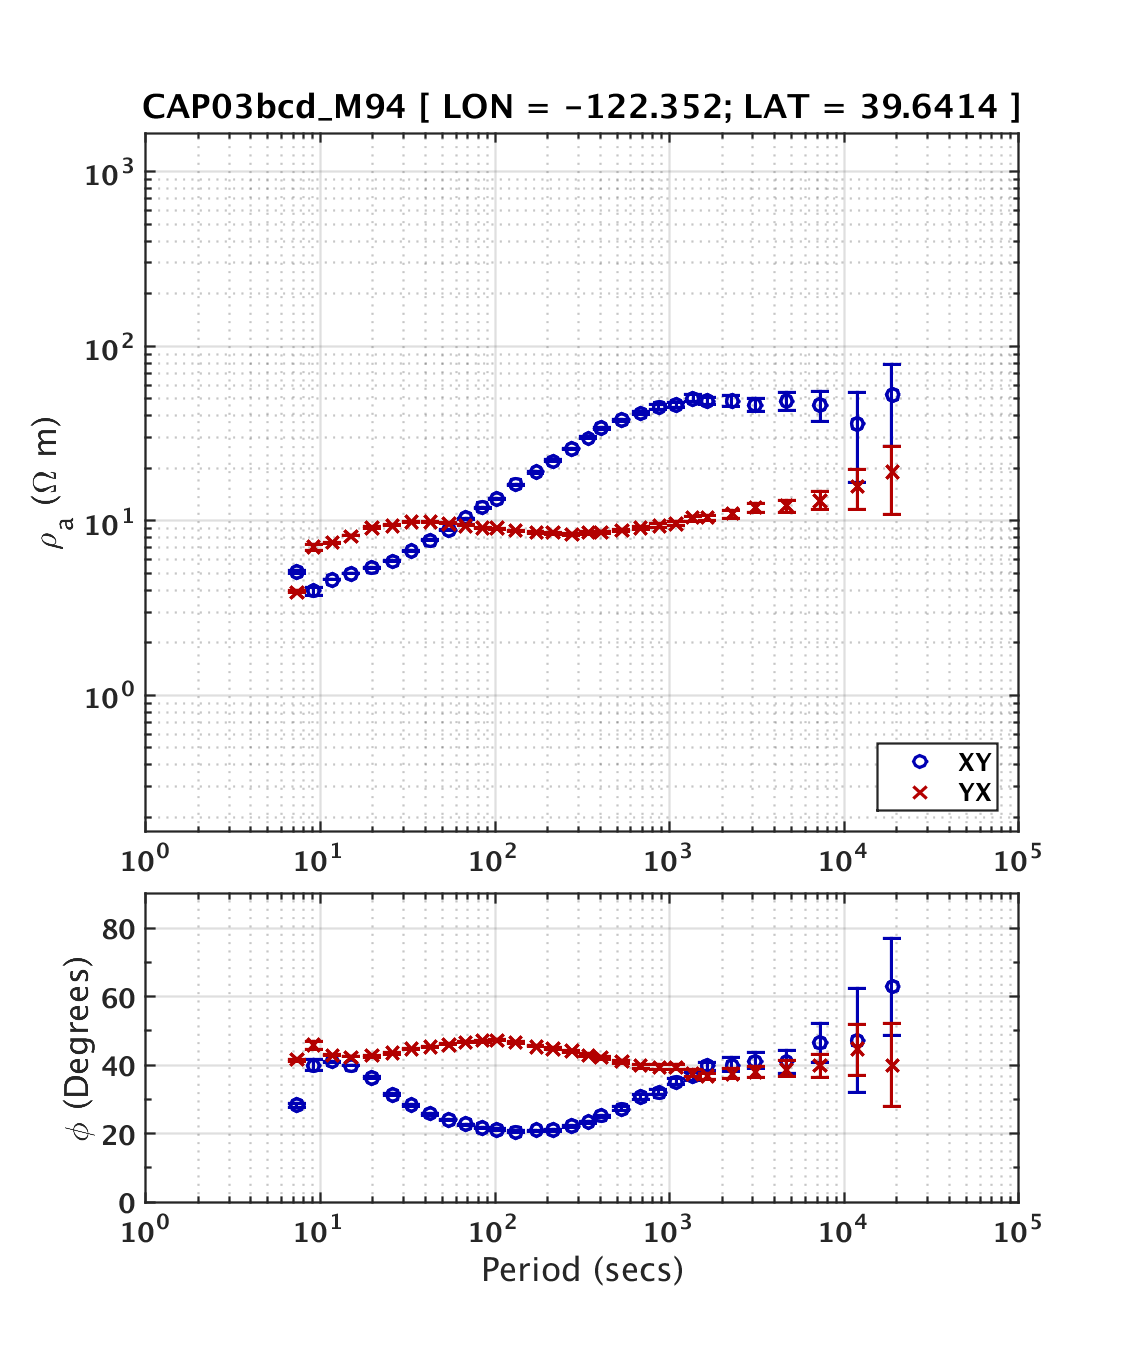 CAP03bcd_M94 [ LON = -122.352; LAT = 39.6414 ]
10³
10²
10¹
10⁰
ρₐ (Ω m)
XY
YX
10⁰ 10¹ 10² 10³ 10⁴ 10⁵
80
60
40
20
0
ϕ (Degrees)
10⁰ 10¹ 10² 10³ 10⁴ 10⁵
Period (secs)